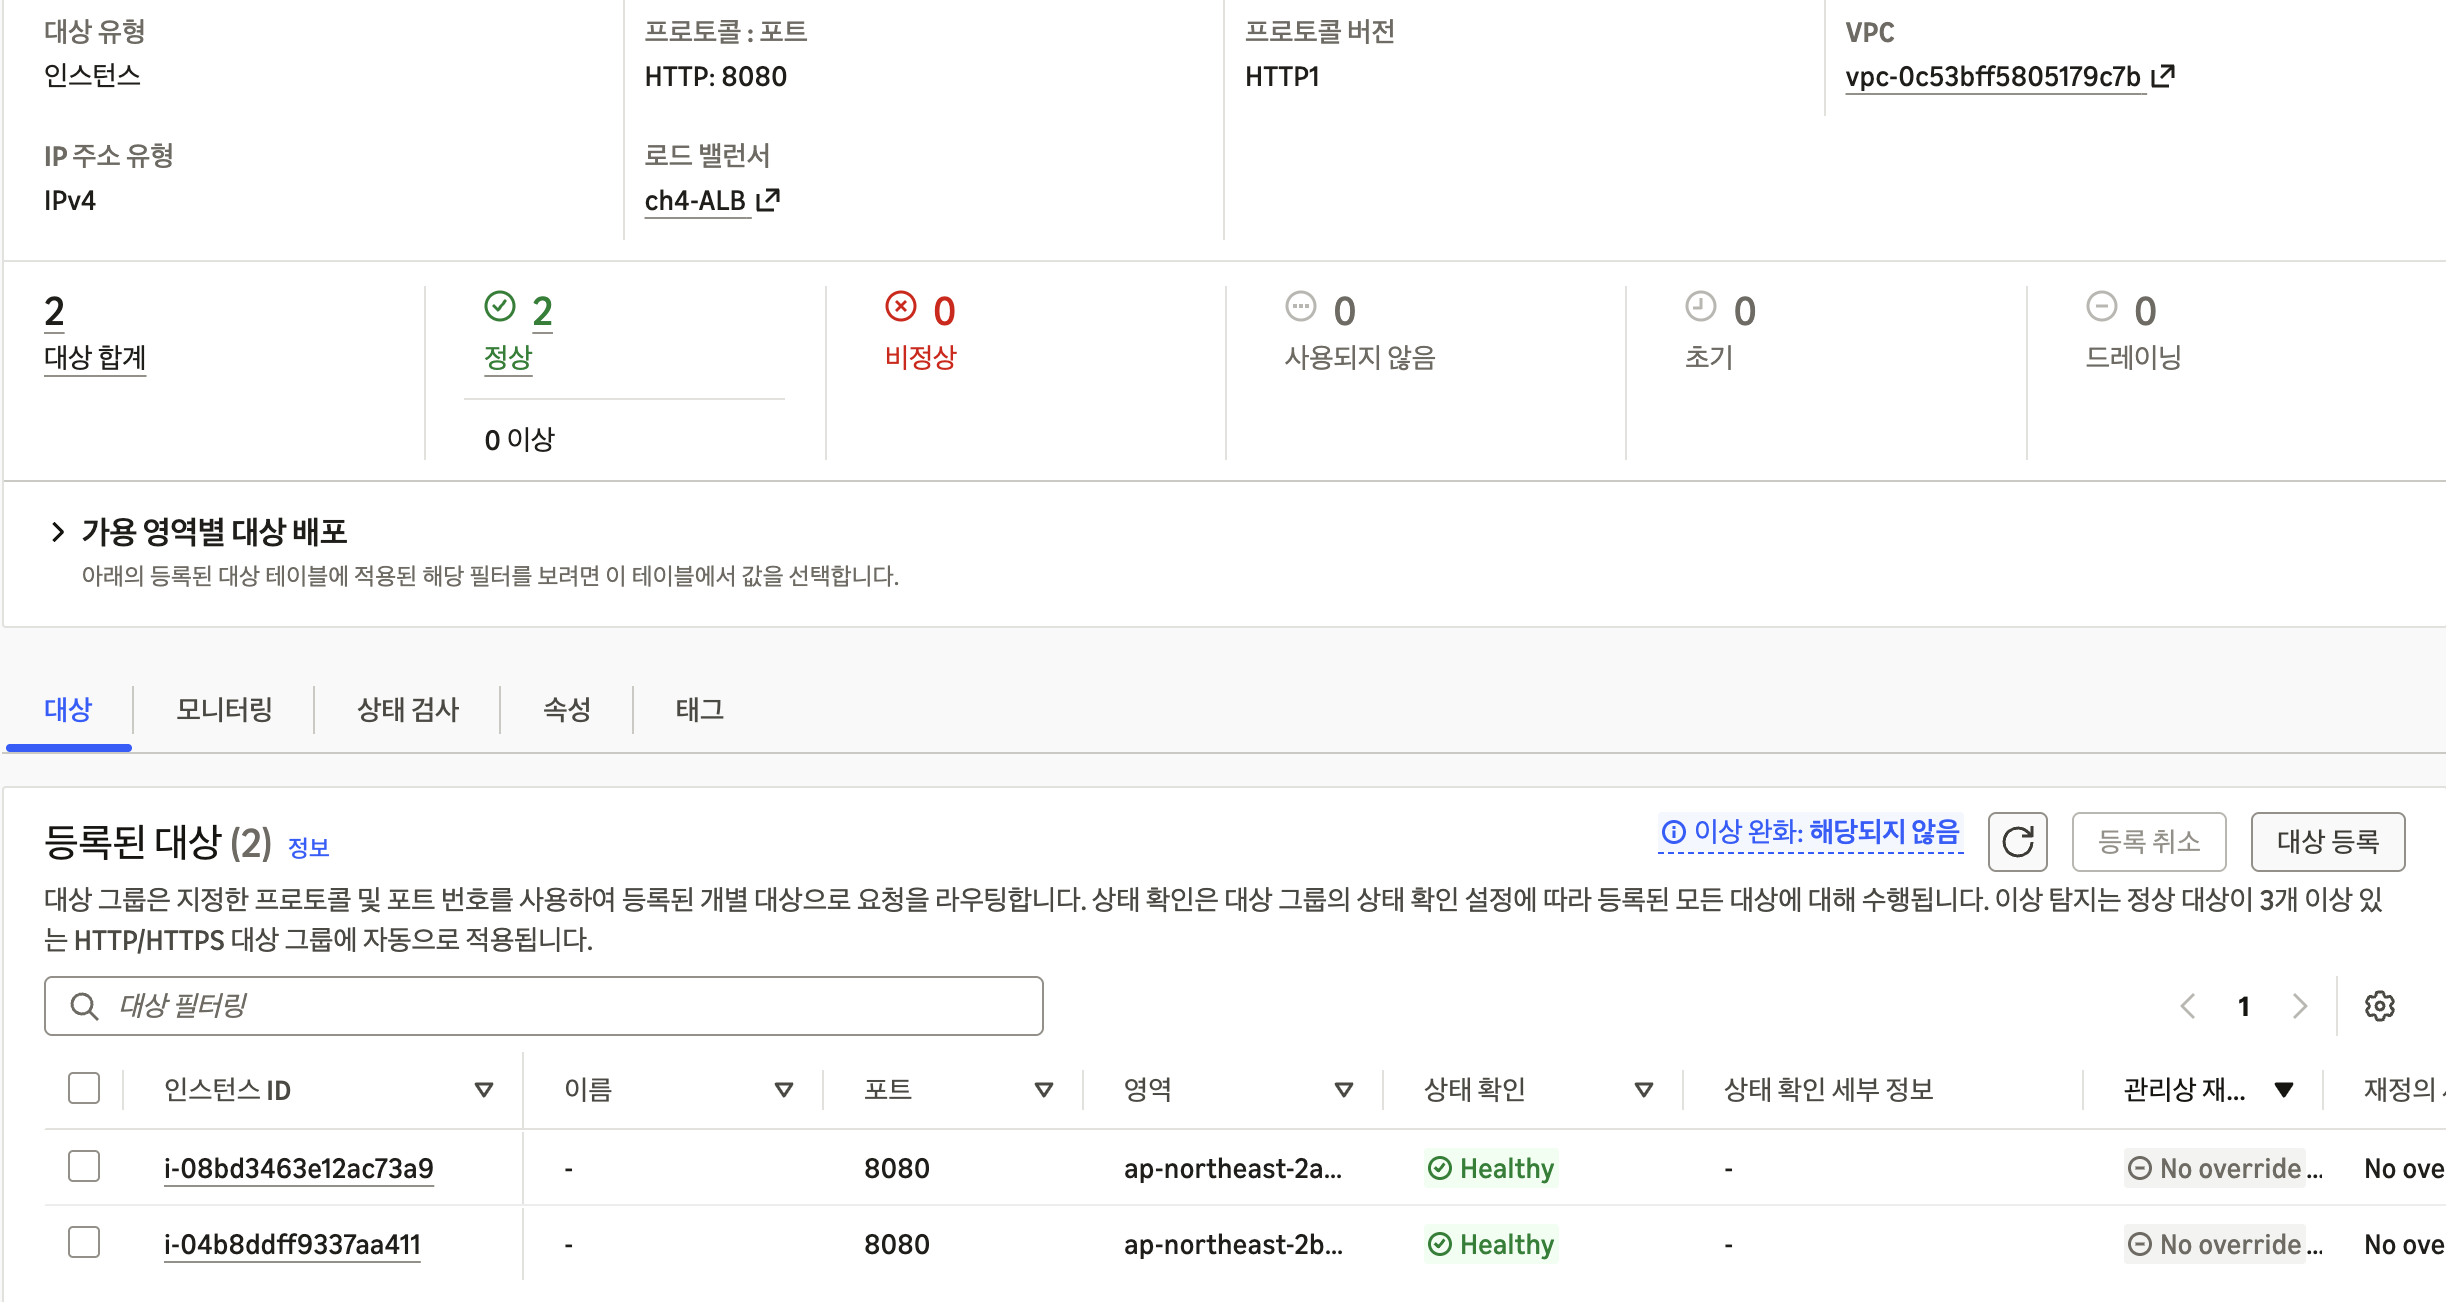 대상 유형
인스턴스
프로토콜 : 포트
HTTP: 8080
프로토콜 버전
HTTP1
VPC
vpc-0c53bff5805179c7b
IP 주소 유형
IPv4
로드 밸런서
ch4-ALB
2
대상 합계
2
정상
0 이상
0
비정상
0
사용되지 않음
0
초기
0
드레이닝
가용 영역별 대상 배포
아래의 등록된 대상 테이블에 적용된 해당 필터를 보려면 이 테이블에서 값을 선택합니다.
대상 모니터링 상태 검사 속성 태그
등록된 대상 (2) 정보
이상 완화: 해당되지 않음
등록 취소
대상 등록
대상 그룹은 지정한 프로토콜 및 포트 번호를 사용하여 등록된 개별 대상으로 요청을 라우팅합니다. 상태 확인은 대상 그룹의 상태 확인 설정에 따라 등록된 모든 대상에 대해 수행됩니다. 이상 탐지는 정상 대상이 3개 이상 있
는 HTTP/HTTPS 대상 그룹에 자동으로 적용됩니다.
대상 필터링
1
인스턴스 ID 이름 포트 영역 상태 확인 상태 확인 세부 정보 관리상 재... 재정의
i-08bd3463e12ac73a9 - 8080 ap-northeast-2a... Healthy - No override... No ove
i-04b8ddff9337aa411 - 8080 ap-northeast-2b... Healthy - No override... No ove